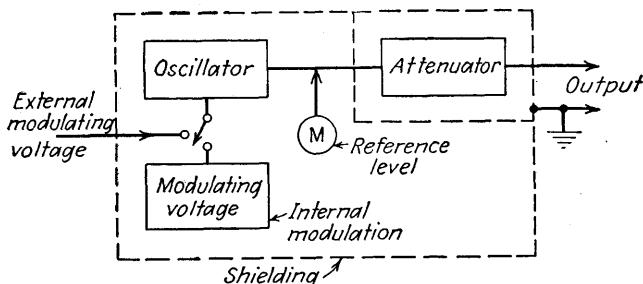 Oscillator
Attenuator
Output
External
modulating
voltage
M
Reference
level
Modulating
voltage
Internal
modulation
Shielding